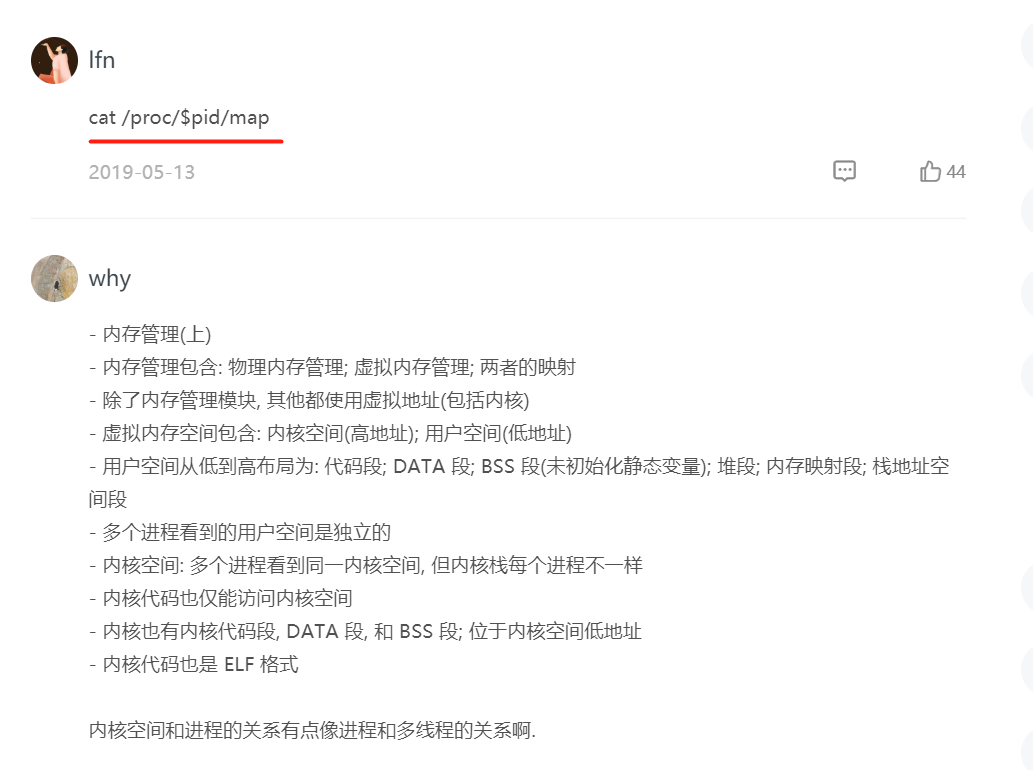 lfn
cat /proc/$pid/map
2019-05-13
44
why
- 内存管理(上)
- 内存管理包含: 物理内存管理; 虚拟内存管理; 两者的映射
- 除了内存管理模块, 其他都使用虚拟地址(包括内核)
- 虚拟内存空间包含: 内核空间(高地址); 用户空间(低地址)
- 用户空间从低到高布局为: 代码段; DATA 段; BSS 段(未初始化静态变量); 堆段; 内存映射段; 栈地址空
间段
- 多个进程看到的用户空间是独立的
- 内核空间: 多个进程看到同一内核空间, 但内核栈每个进程不一样
- 内核代码也仅能访问内核空间
- 内核也有内核代码段, DATA 段, 和 BSS 段; 位于内核空间低地址
- 内核代码也是 ELF 格式
内核空间和进程的关系有点像进程和多线程的关系啊.